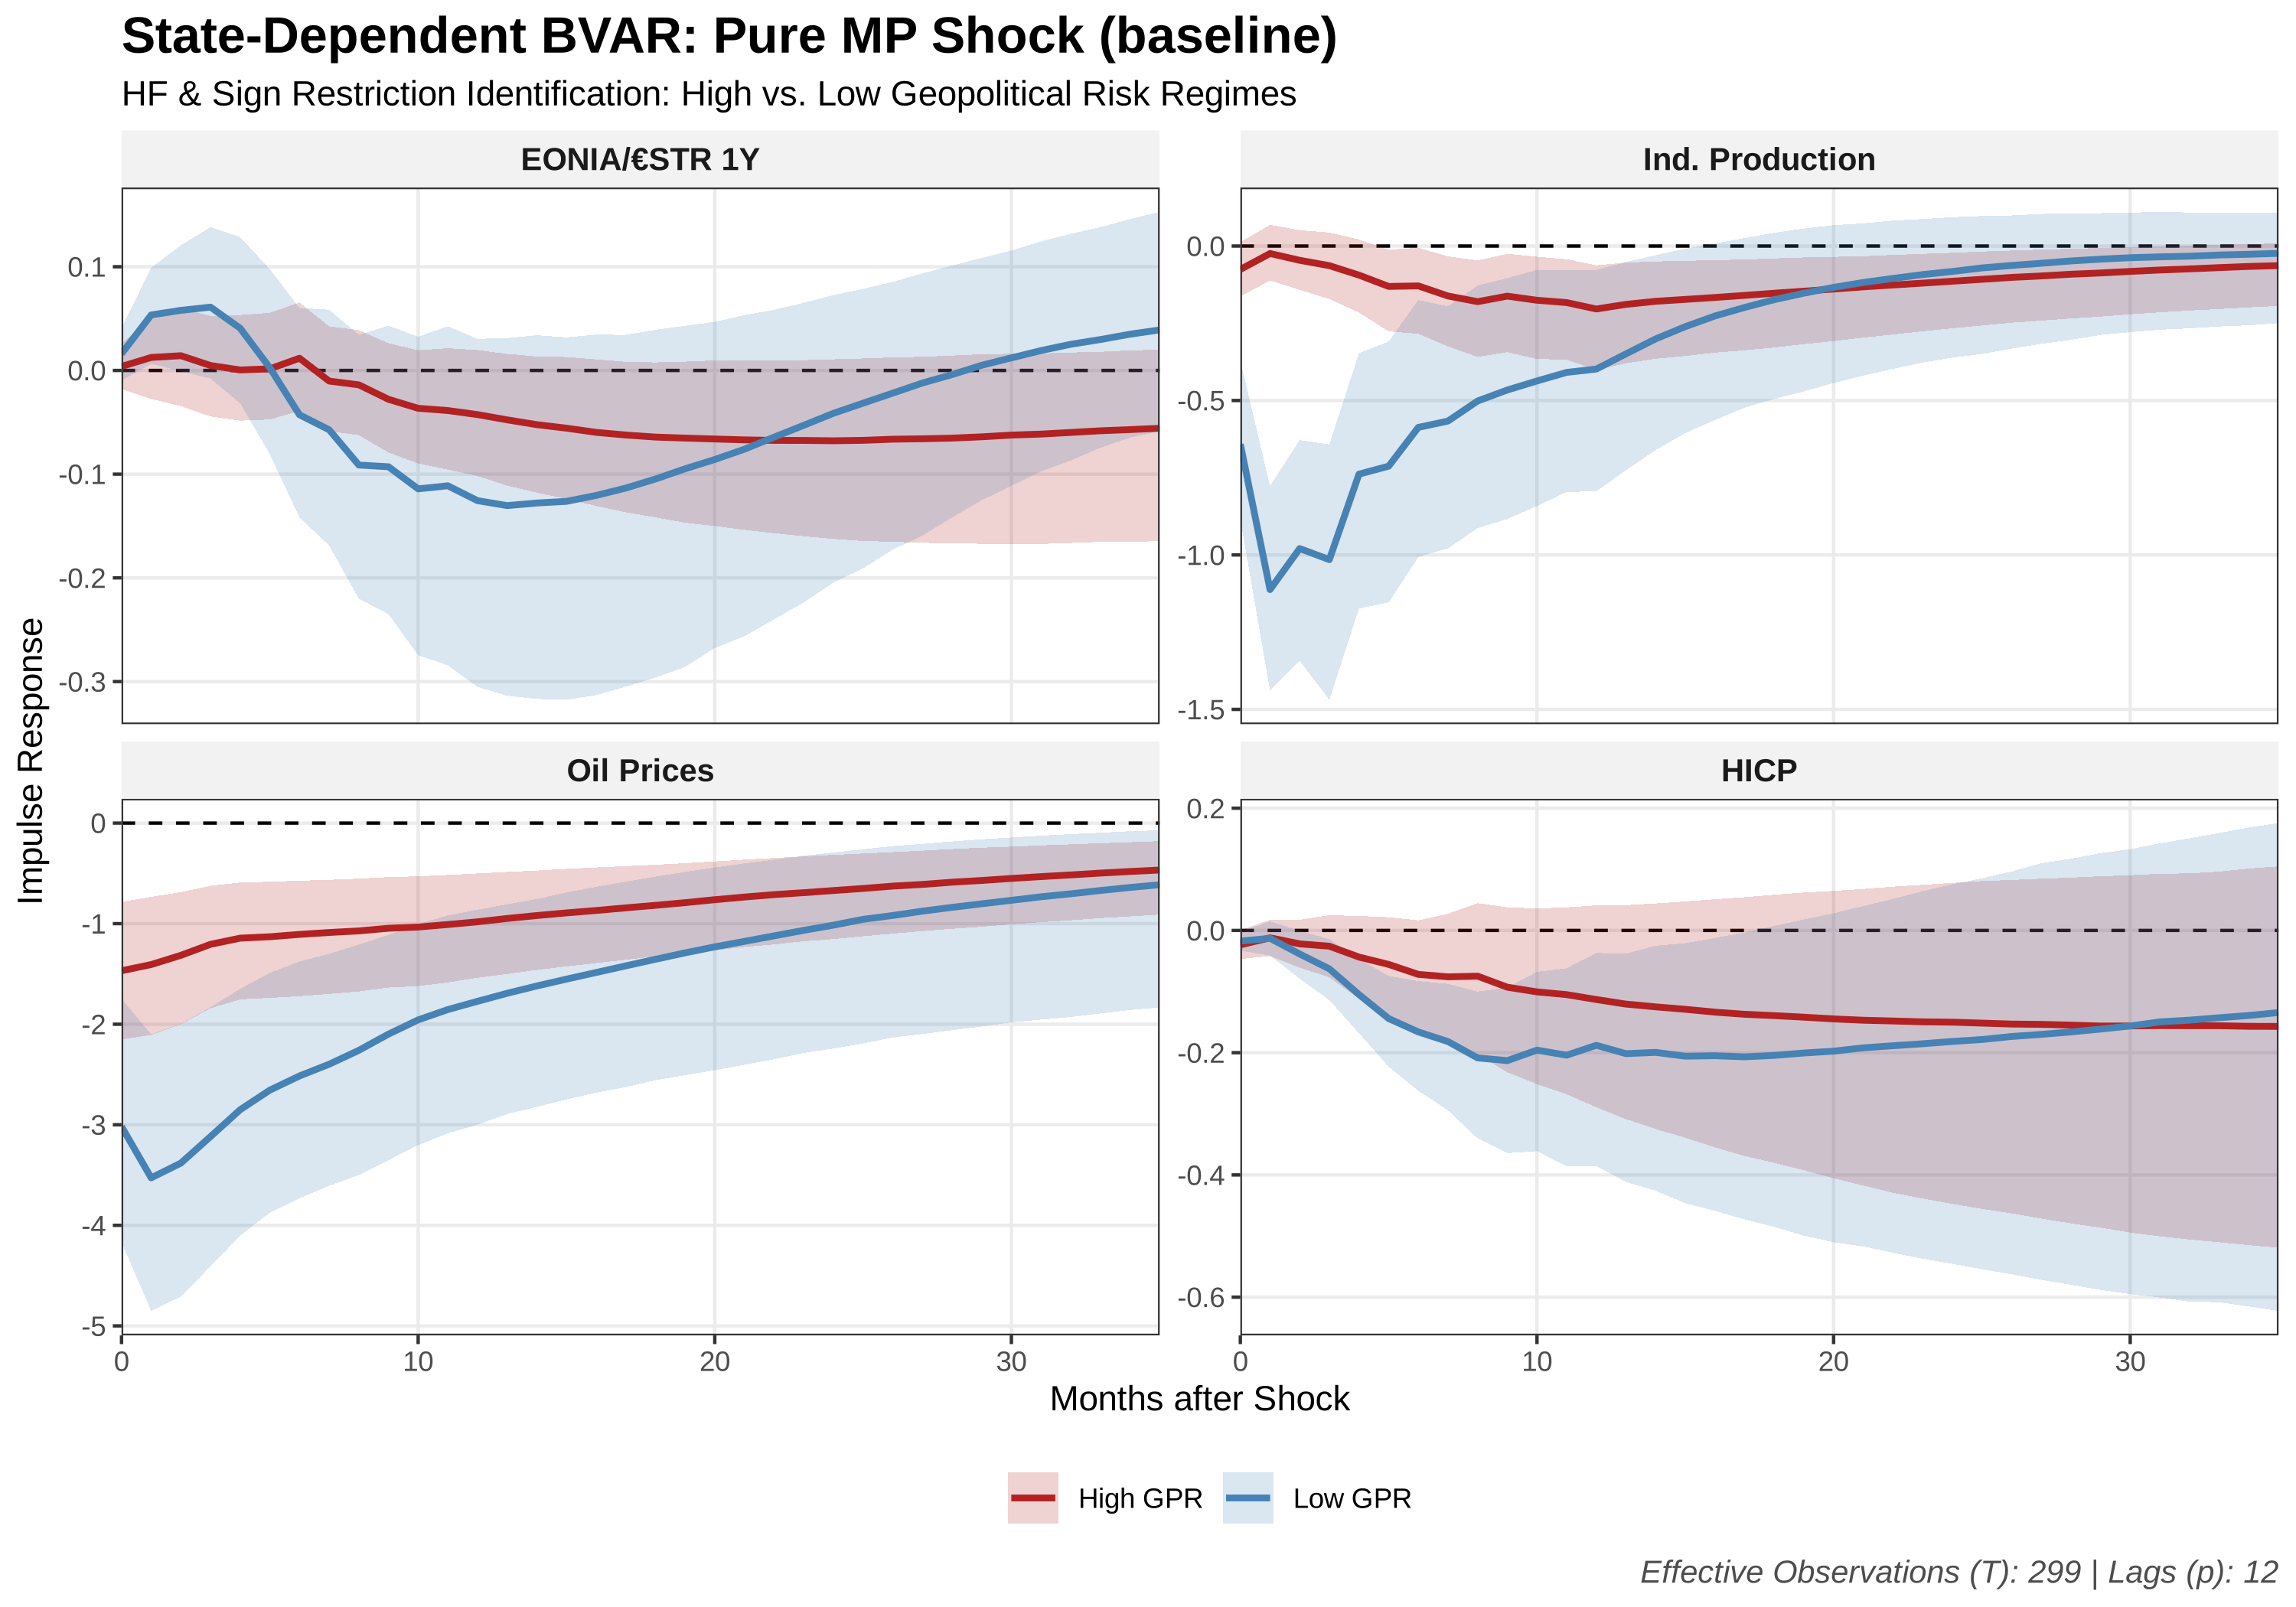 State-Dependent BVAR: Pure MP Shock (baseline)
HF & Sign Restriction Identification: High vs. Low Geopolitical Risk Regimes
EONIA/€STR 1Y
Ind. Production
0.1
0.0
-0.1
-0.2
-0.3
0.0
-0.5
-1.0
-1.5
Impulse Response
Oil Prices
HICP
0
-1
-2
-3
-4
-5
0.2
0.0
-0.2
-0.4
-0.6
0 10 20 30
0 10 20 30
Months after Shock
High GPR Low GPR
Effective Observations (T): 299 | Lags (p): 12